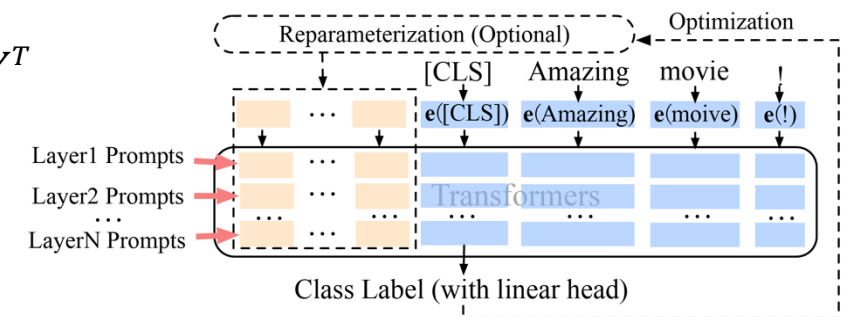 Optimization
Reparameterization (Optional)
[CLS] Amazing movie !
... e([CLS]) e(Amazing) e(moive) e(!)
Layer1 Prompts ...
Layer2 Prompts ... Transformers
... ... ... ... ... ... ...
LayerN Prompts ...
Class Label (with linear head)